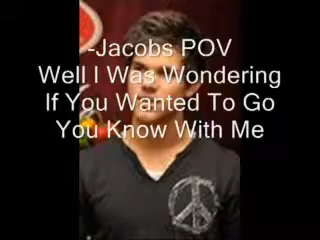 -Jacobs POV
Well I Was Wondering
If You Wanted To Go
You Know With Me